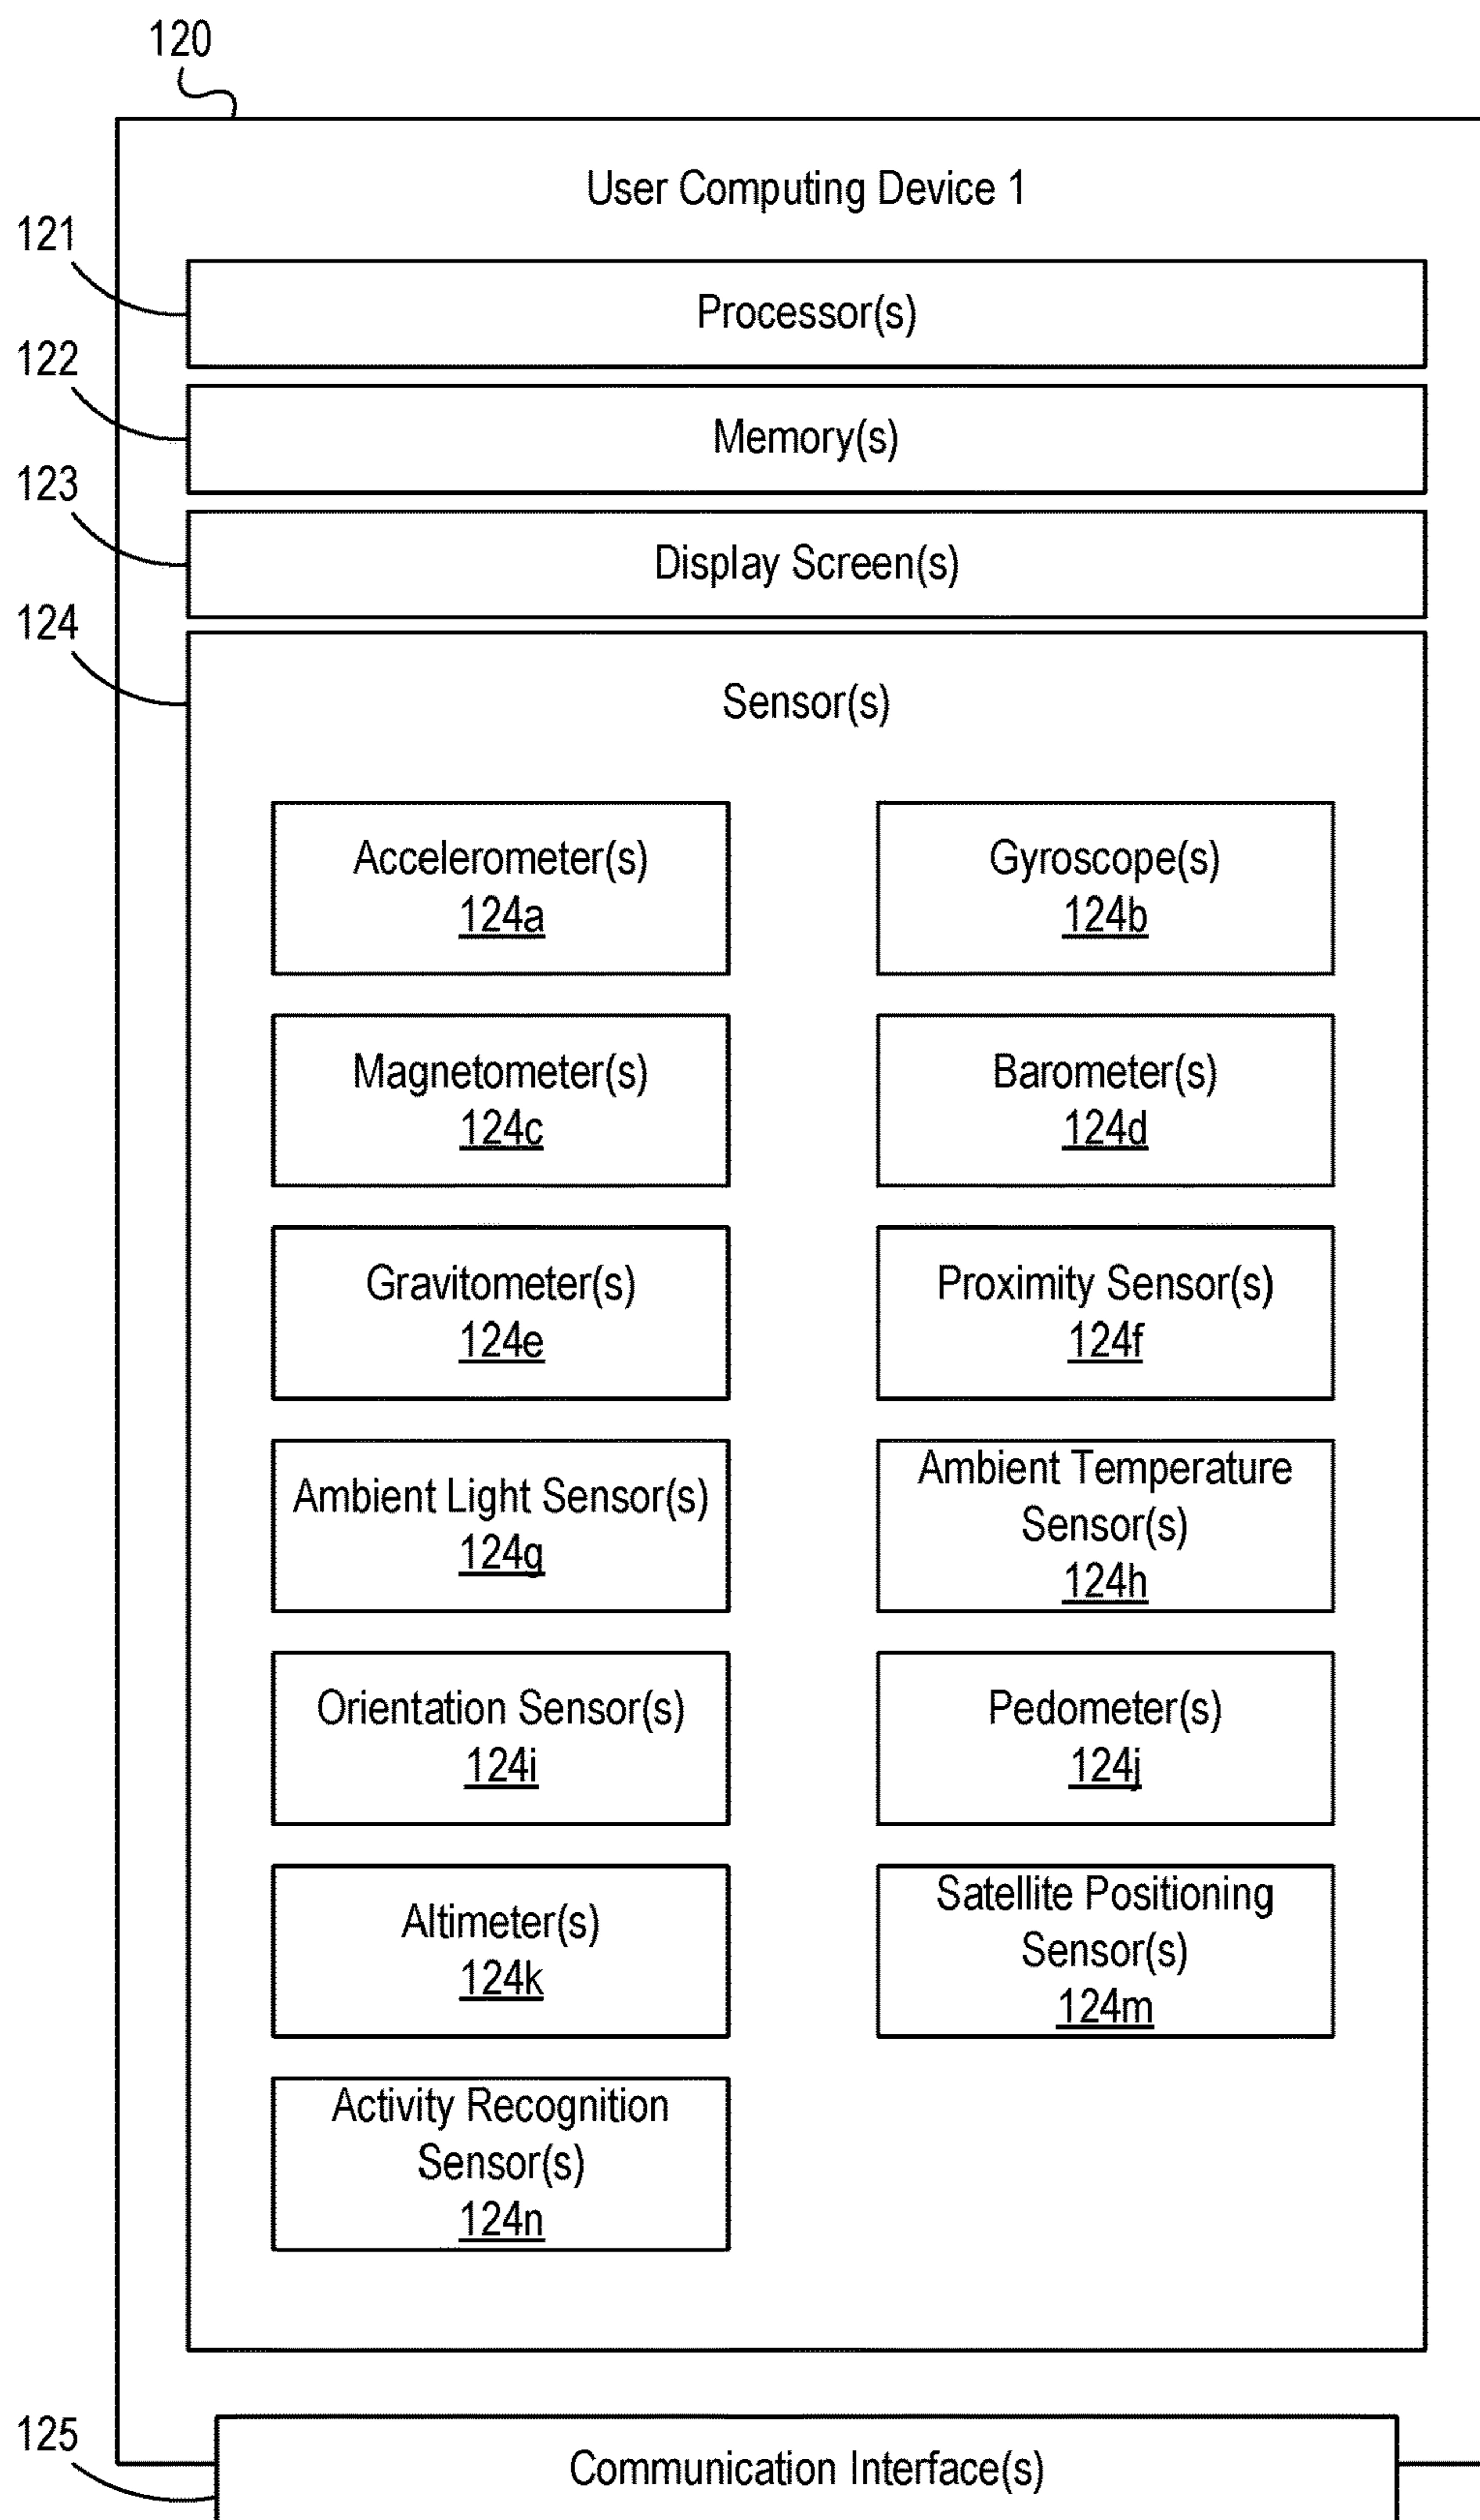 120
User Computing Device 1
121
Processor(s)
122
Memory(s)
123
Display Screen(s)
124
Sensor(s)
Accelerometer(s)
124a
Gyroscope(s)
124b
Magnetometer(s)
124c
Barometer(s)
124d
Gravitometer(s)
124e
Proximity Sensor(s)
124f
Ambient Light Sensor(s)
124g
Ambient Temperature
Sensor(s)
124h
Orientation Sensor(s)
124i
Pedometer(s)
124j
Altimeter(s)
124k
Satellite Positioning
Sensor(s)
124m
Activity Recognition
Sensor(s)
124n
125
Communication Interface(s)